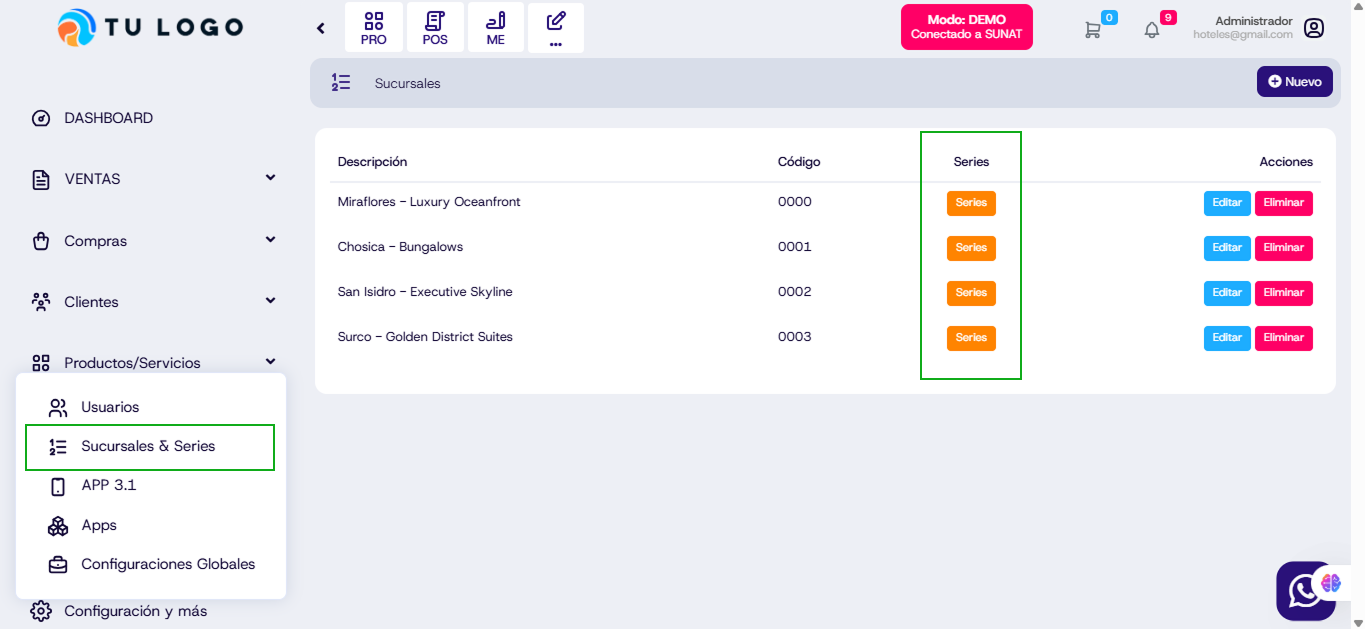 TU LOGO
PRO
POS
ME
...
Modo: DEMO
Conectado a SUNAT
0
9
Administrador
hoteles@gmail.com
Sucursales
Nuevo
DASHBOARD
VENTAS
Compras
Clientes
Productos/Servicios
Usuarios
Sucursales & Series
APP 3.1
Apps
Configuraciones Globales
Configuración y más
Descripción Código Series Acciones
Miraflores - Luxury Oceanfront 0000 Series Editar Eliminar
Chosica - Bungalows 0001 Series Editar Eliminar
San Isidro - Executive Skyline 0002 Series Editar Eliminar
Surco - Golden District Suites 0003 Series Editar Eliminar